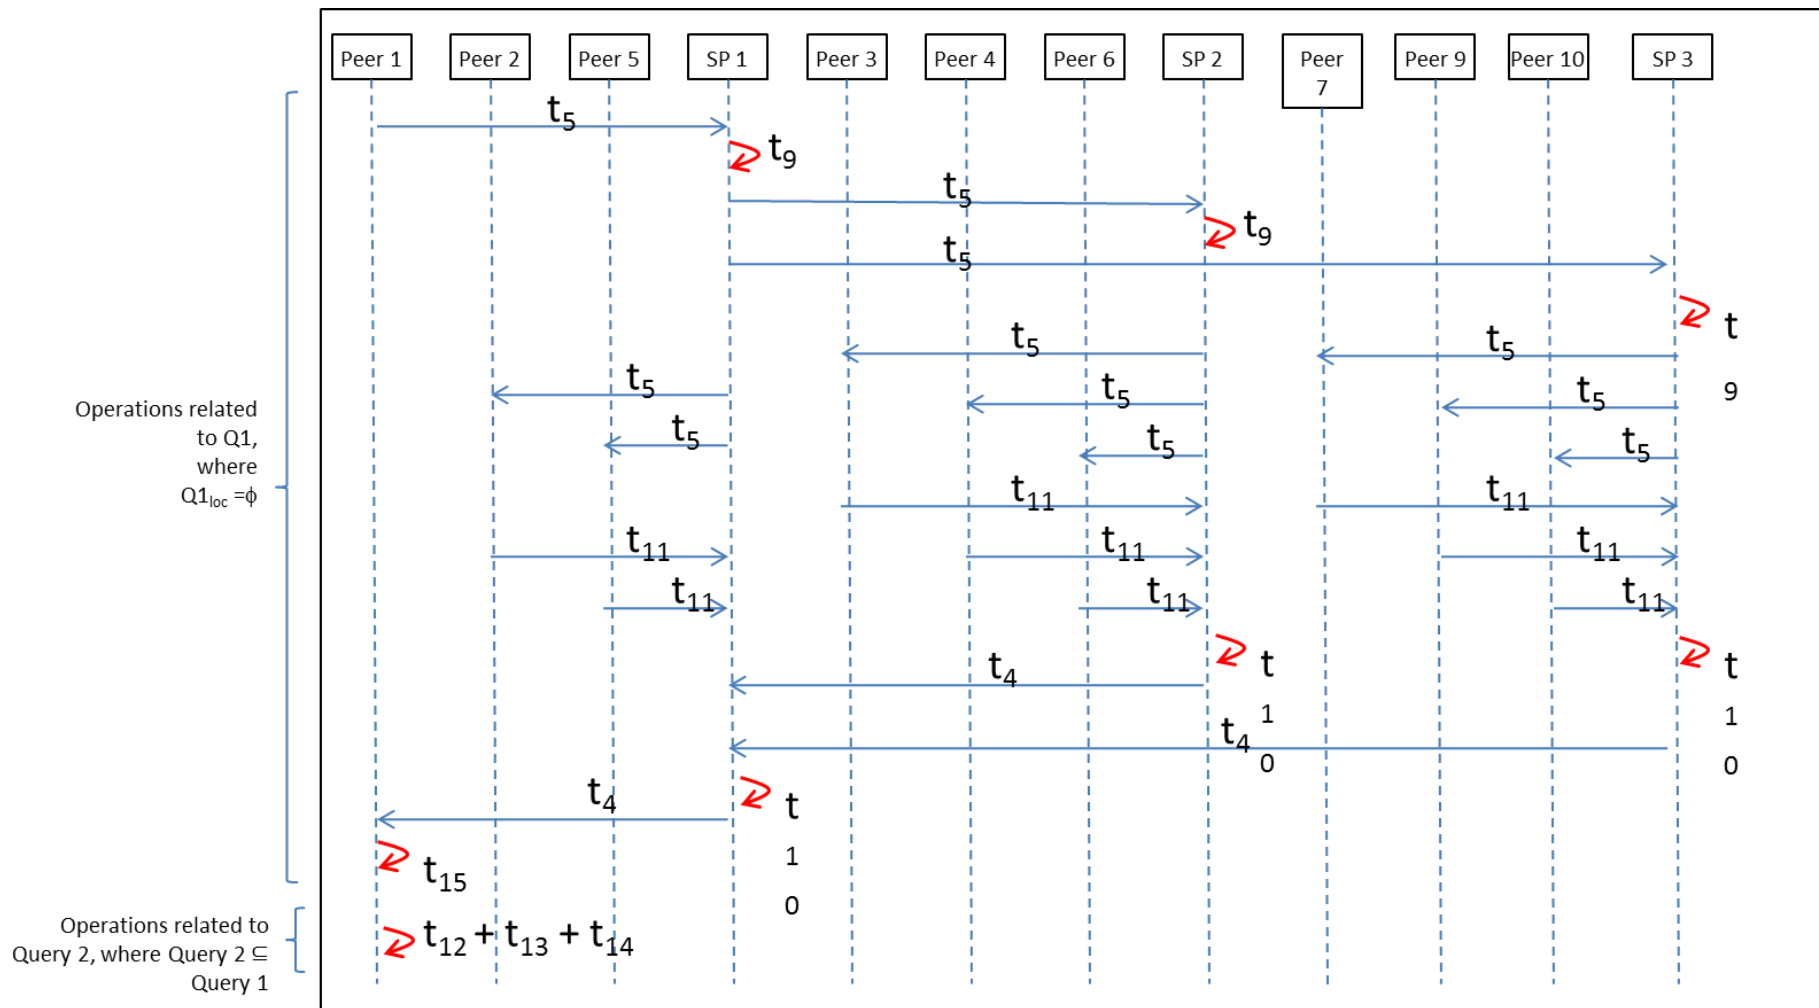 Peer 1
Peer 2
Peer 5
SP 1
Peer 3
Peer 4
Peer 6
SP 2
Peer
7
Peer 9
Peer 10
SP 3
t5
t9
t5
t9
t5
t
9
t5
t5
t5
t5
t5
t5
t5
t5
t11
t11
t11
t11
t11
t11
t11
t11
t
1
0
t
1
0
t4
t4
t4
t
1
0
t15
Operations related
to Q1,
where
Q1loc =ϕ
Operations related to
Query 2, where Query 2 ⊆
Query 1
t12 + t13 + t14